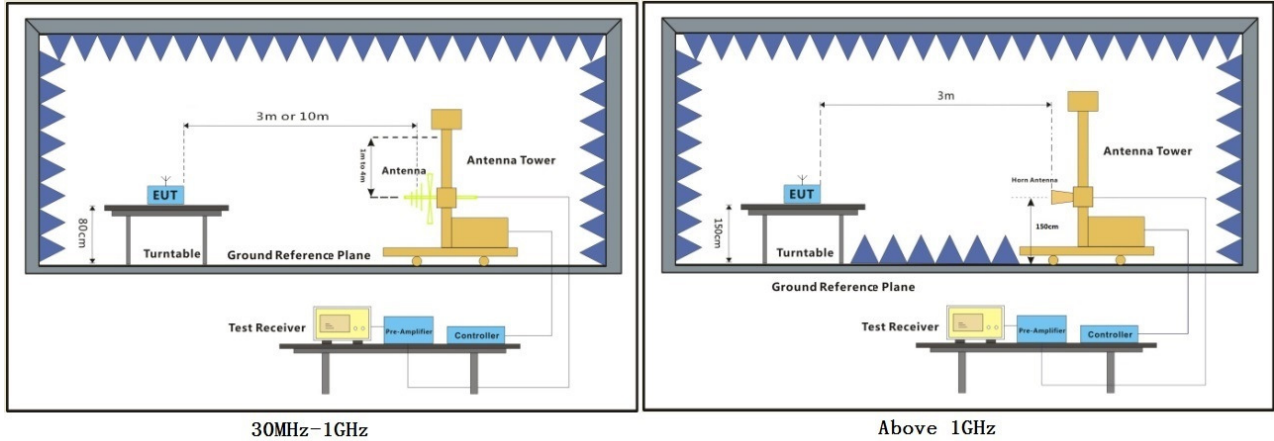 3m or 10m
1m to 4m
Antenna
Antenna Tower
EUT
80cm
Turntable
Ground Reference Plane
Test Receiver
Pre-Amplifier
Controller
30MHz-1GHz
3m
Antenna Tower
Horn Antenna
EUT
150cm
150cm
Turntable
Ground Reference Plane
Test Receiver
Pre-Amplifier
Controller
Above 1GHz